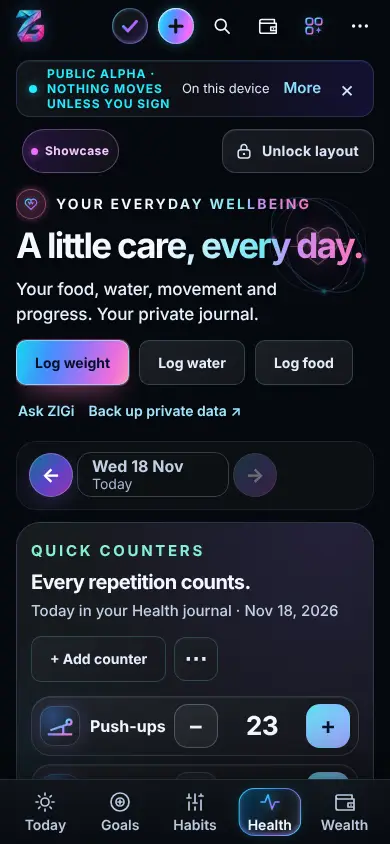 PUBLIC ALPHA ·
NOTHING MOVES
UNLESS YOU SIGN
On this device
More
Showcase
Unlock layout
YOUR EVERYDAY WELLBEING
A little care, every day.
Your food, water, movement and
progress. Your private journal.
Log weight
Log water
Log food
Ask ZIGi
Back up private data ↗
Wed 18 Nov
Today
QUICK COUNTERS
Every repetition counts.
Today in your Health journal · Nov 18, 2026
+ Add counter
Push-ups
− 23 +
Today
Goals
Habits
Health
Wealth